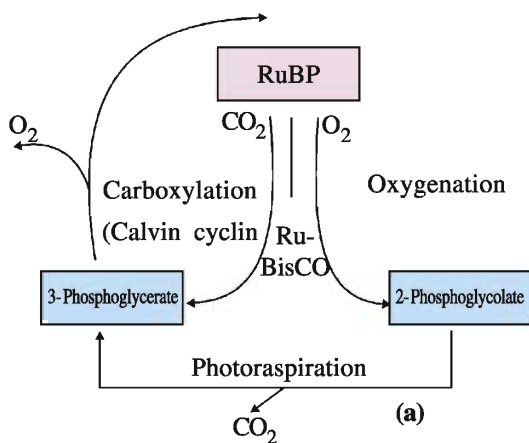 RuBP
CO₂
O₂
O₂
Carboxylation
(Calvin cyclin
Oxygenation
Ru-
BisCO
3-Phosphoglycerate
2-Phosphoglycolate
Photoraspiration
CO₂
(a)